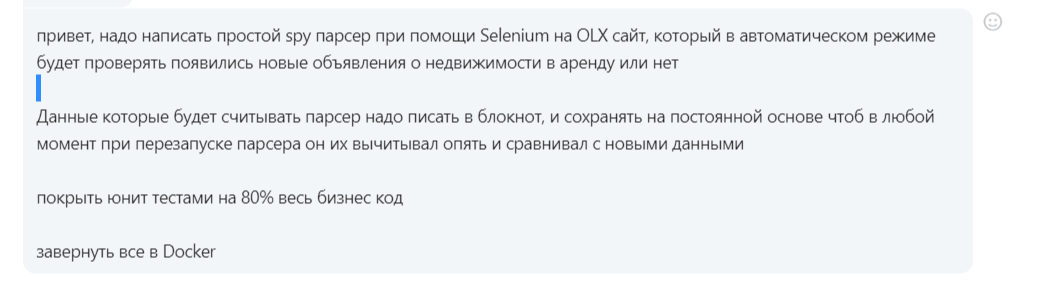 привет, надо написать простой spy парсер при помощи Selenium на OLX сайт, который в автоматическом режиме
будет проверять появились новые объявления о недвижимости в аренду или нет
Данные которые будет считывать парсер надо писать в блокнот, и сохранять на постоянной основе чтоб в любой
момент при перезапуске парсера он их вычитывал опять и сравнивал с новыми данными
покрыть юнит тестами на 80% весь бизнес код
завернуть все в Docker